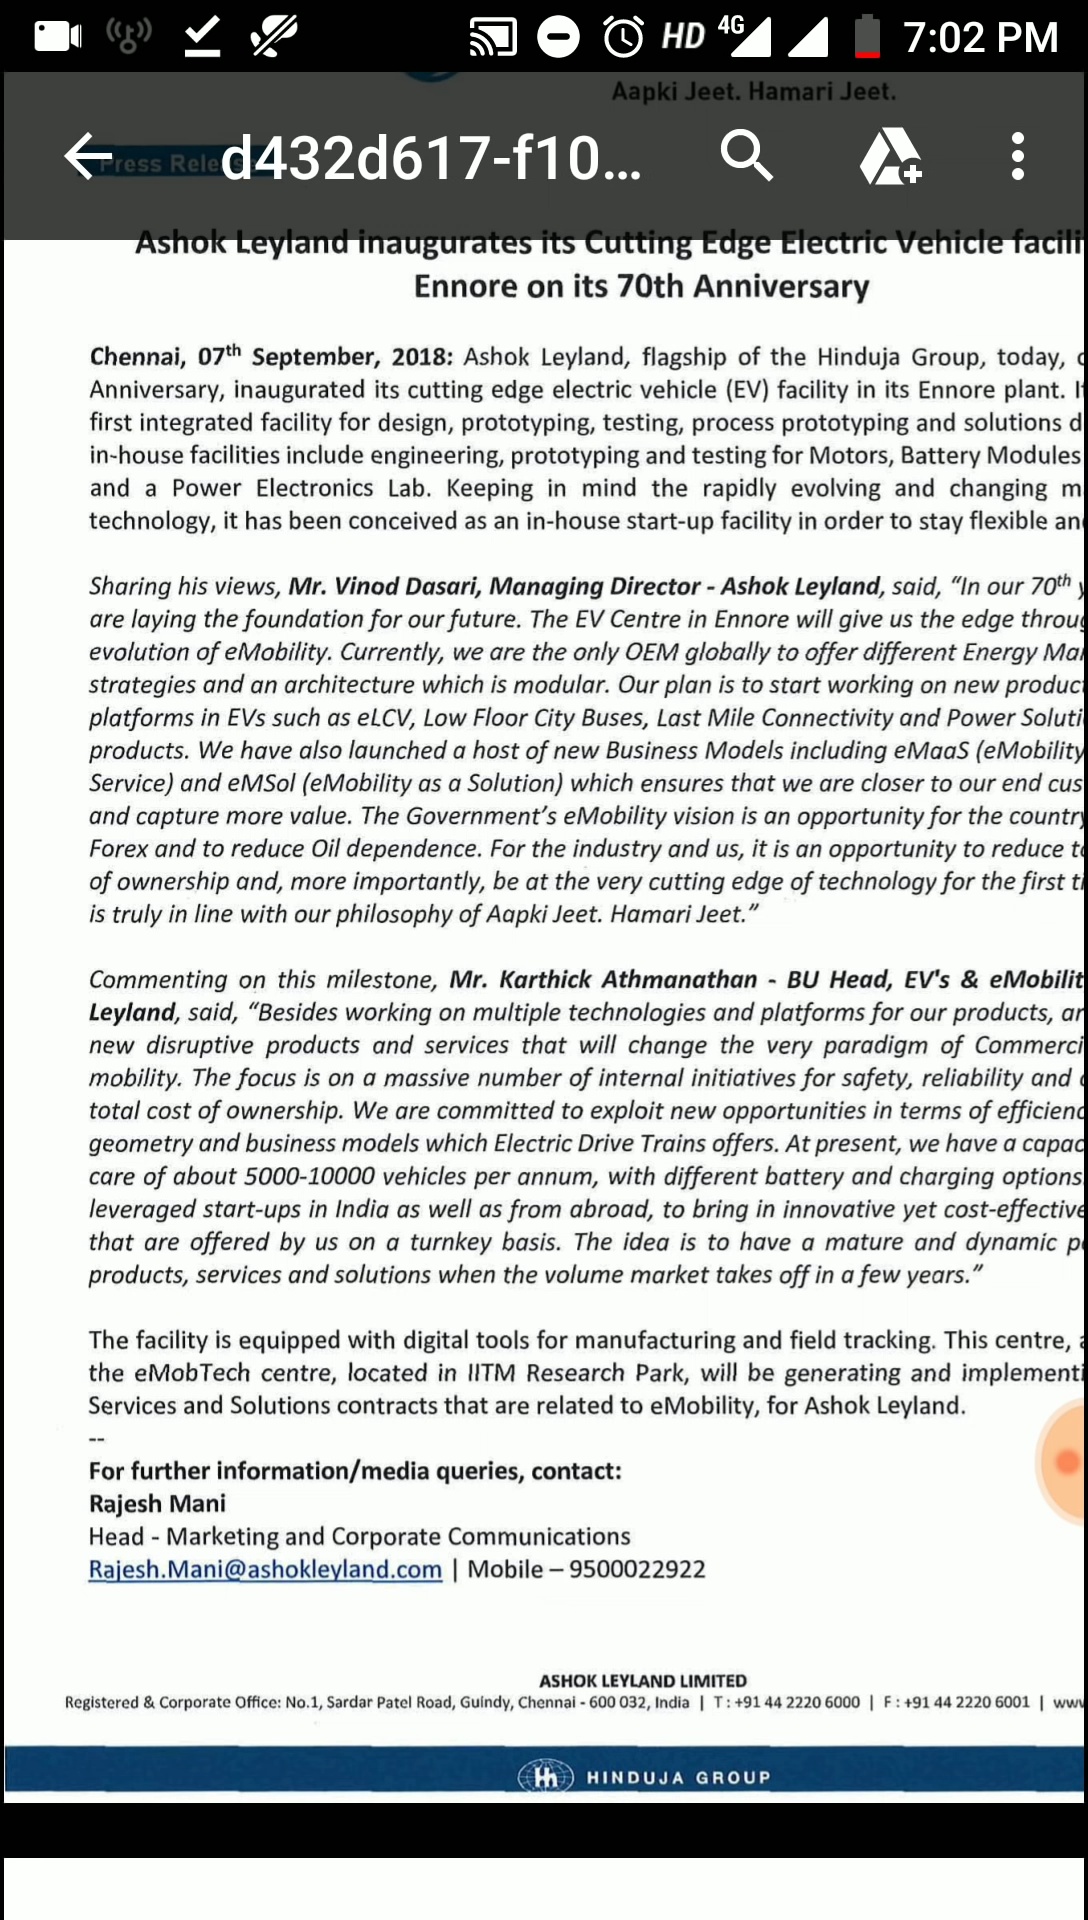 HD 4G 7:02 PM
Aapki Jeet. Hamari Jeet.
Press Rele
d432d617-f10...
Ashok Leyland inaugurates its Cutting Edge Electric Vehicle facili
Ennore on its 70th Anniversary
Chennai, 07th September, 2018: Ashok Leyland, flagship of the Hinduja Group, today,
Anniversary, inaugurated its cutting edge electric vehicle (EV) facility in its Ennore plant.
first integrated facility for design, prototyping, testing, process prototyping and solutions d
in-house facilities include engineering, prototyping and testing for Motors, Battery Modules
and a Power Electronics Lab. Keeping in mind the rapidly evolving and changing m
technology, it has been conceived as an in-house start-up facility in order to stay flexible an
Sharing his views, Mr. Vinod Dasari, Managing Director - Ashok Leyland, said, "In our 70th y
are laying the foundation for our future. The EV Centre in Ennore will give us the edge throu
evolution of eMobility. Currently, we are the only OEM globally to offer different Energy Ma
strategies and an architecture which is modular. Our plan is to start working on new produc
platforms in EVs such as eLCV, Low Floor City Buses, Last Mile Connectivity and Power Soluti
products. We have also launched a host of new Business Models including eMaaS (eMobility
Service) and eMSol (eMobility as a Solution) which ensures that we are closer to our end cus
and capture more value. The Government's eMobility vision is an opportunity for the country
Forex and to reduce Oil dependence. For the industry and us, it is an opportunity to reduce to
of ownership and, more importantly, be at the very cutting edge of technology for the first ti
is truly in line with our philosophy of Aapki Jeet. Hamari Jeet."
Commenting on this milestone, Mr. Karthick Athmanathan - BU Head, EV's & eMobilit
Leyland, said, "Besides working on multiple technologies and platforms for our products, ar
new disruptive products and services that will change the very paradigm of Commerci
mobility. The focus is on a massive number of internal initiatives for safety, reliability and
total cost of ownership. We are committed to exploit new opportunities in terms of efficienc
geometry and business models which Electric Drive Trains offers. At present, we have a capac
care of about 5000-10000 vehicles per annum, with different battery and charging options.
leveraged start-ups in India as well as from abroad, to bring in innovative yet cost-effective
that are offered by us on a turnkey basis. The idea is to have a mature and dynamic p
products, services and solutions when the volume market takes off in a few years."
The facility is equipped with digital tools for manufacturing and field tracking. This centre, a
the eMobTech centre, located in IITM Research Park, will be generating and implementi
Services and Solutions contracts that are related to eMobility, for Ashok Leyland.
--
For further information/media queries, contact:
Rajesh Mani
Head - Marketing and Corporate Communications
Rajesh.Mani@ashokleyland.com | Mobile – 9500022922
ASHOK LEYLAND LIMITED
Registered & Corporate Office: No.1, Sardar Patel Road, Guindy, Chennai - 600 032, India | T : +91 44 2220 6000 | F : +91 44 2220 6001 | www
HINDUJA GROUP